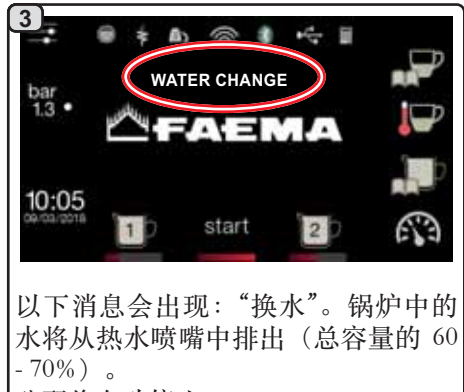 3
WATER CHANGE
bar
1.3
FAEMA
10:05
09/03/2018
1 start 2
以下消息会出现：“换水”。锅炉中的
水将从热水喷嘴中排出（总容量的 60
- 70%）。